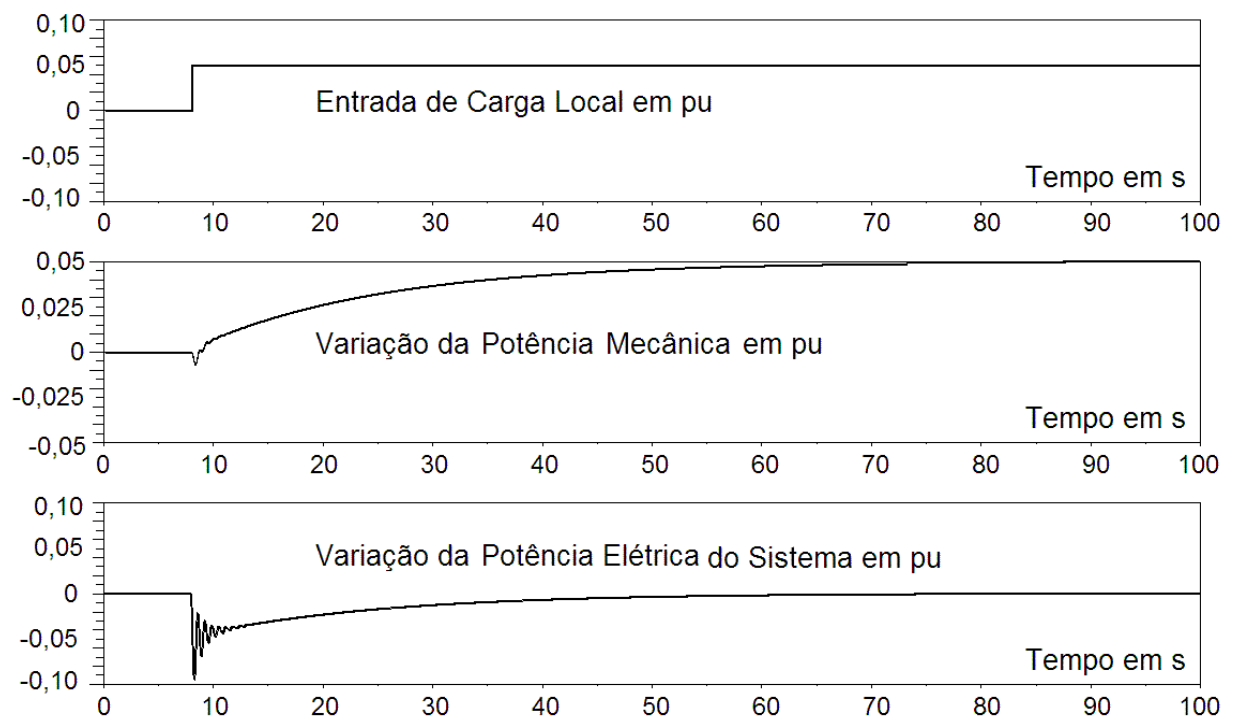 0,10
0,05
0
-0,05
-0,10
Entrada de Carga Local em pu
Tempo em s
0 10 20 30 40 50 60 70 80 90 100
0,05
0,025
0
-0,025
-0,05
Variação da Potência Mecânica em pu
Tempo em s
0 10 20 30 40 50 60 70 80 90 100
0,10
0,05
0
-0,05
-0,10
Variação da Potência Elétrica do Sistema em pu
Tempo em s
0 10 20 30 40 50 60 70 80 90 100